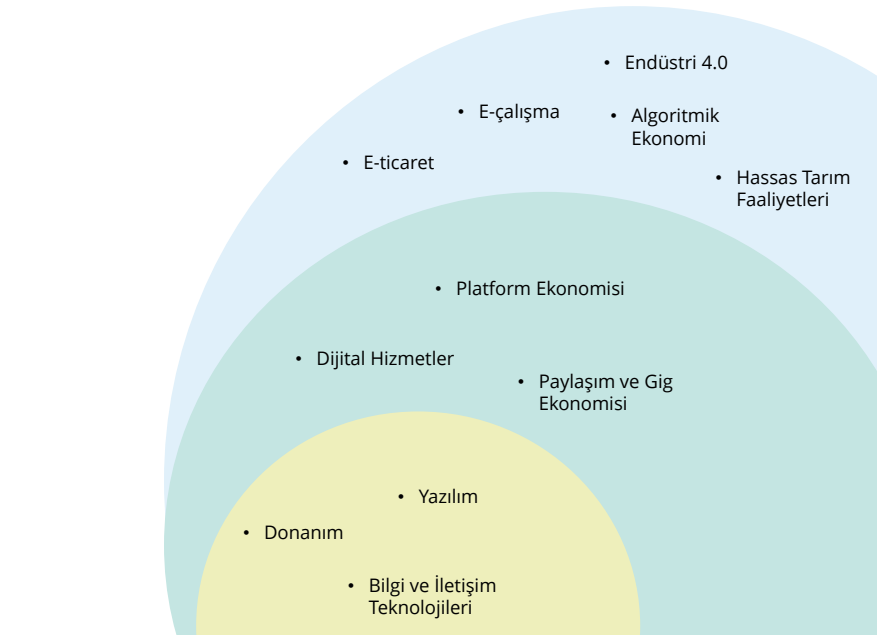 • Endüstri 4.0
• E-çalışma
• Algoritmik
Ekonomi
• E-ticaret
• Hassas Tarım
Faaliyetleri
• Platform Ekonomisi
• Dijital Hizmetler
• Paylaşım ve Gig
Ekonomisi
• Yazılım
• Donanım
• Bilgi ve İletişim
Teknolojileri